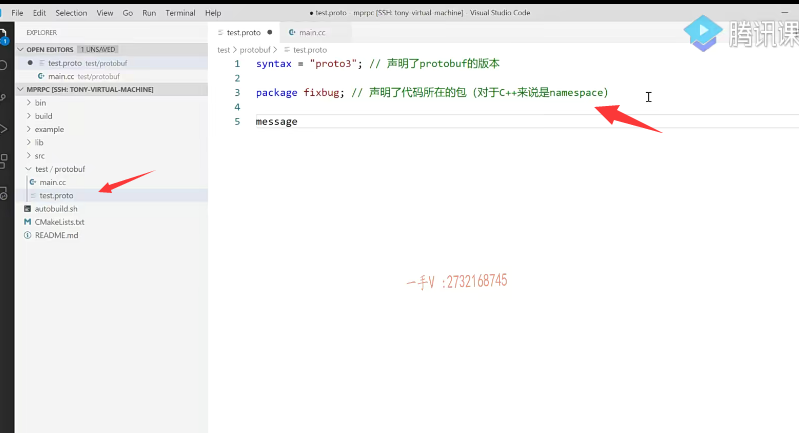 File Edit Selection View Go Run Terminal Help
● test.proto - mprpc [SSH: tony-virtual-machine] - Visual Studio Code
腾讯课
EXPLORER
OPEN EDITORS 1 UNSAVED
test.proto test/protobuf
main.cc test/protobuf
MPRPC [SSH: TONY-VIRTUAL-MACHINE]
bin
build
example
lib
src
test / protobuf
main.cc
test.proto
autobuild.sh
CMakeLists.txt
README.md
test.proto ● main.cc
test > protobuf > test.proto
1 syntax = "proto3"; // 声明了protobuf的版本
2
3 package fixbug; // 声明了代码所在的包（对于C++来说是namespace）
4
5 message
一手V :2732168745